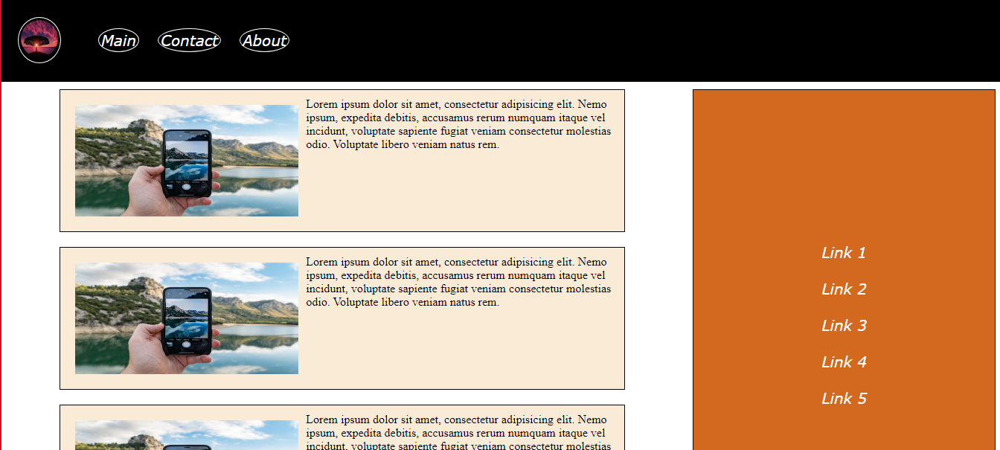 Main Contact About
Lorem ipsum dolor sit amet, consectetur adipisicing elit. Nemo
ipsum, expedita debitis, accusamus rerum numquam itaque vel
incidunt, voluptate sapiente fugiat veniam consectetur molestias
odio. Voluptate libero veniam natus rem.
Lorem ipsum dolor sit amet, consectetur adipisicing elit. Nemo
ipsum, expedita debitis, accusamus rerum numquam itaque vel
incidunt, voluptate sapiente fugiat veniam consectetur molestias
odio. Voluptate libero veniam natus rem.
Lorem ipsum dolor sit amet, consectetur adipisicing elit. Nemo
ipsum, expedita debitis, accusamus rerum numquam itaque vel
incidunt, voluptate sapiente fugiat veniam consectetur molestias
Link 1
Link 2
Link 3
Link 4
Link 5